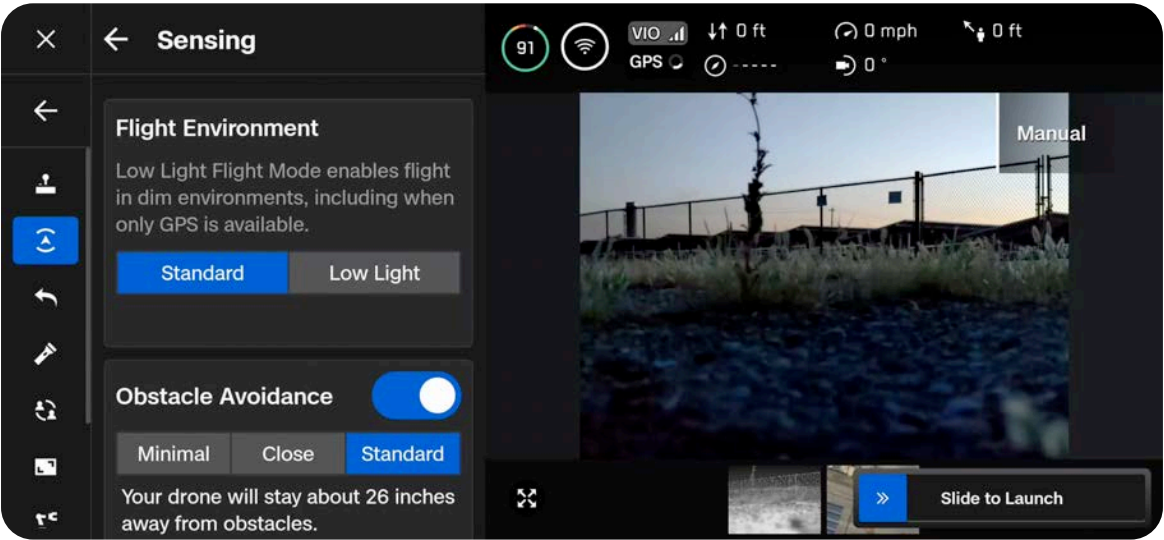 Sensing
Flight Environment
Low Light Flight Mode enables flight
in dim environments, including when
only GPS is available.
Standard Low Light
Obstacle Avoidance
Minimal Close Standard
Your drone will stay about 26 inches
away from obstacles.
91 VIO 0 ft 0 mph 0 ft
GPS ----- 0 °
Manual
Slide to Launch